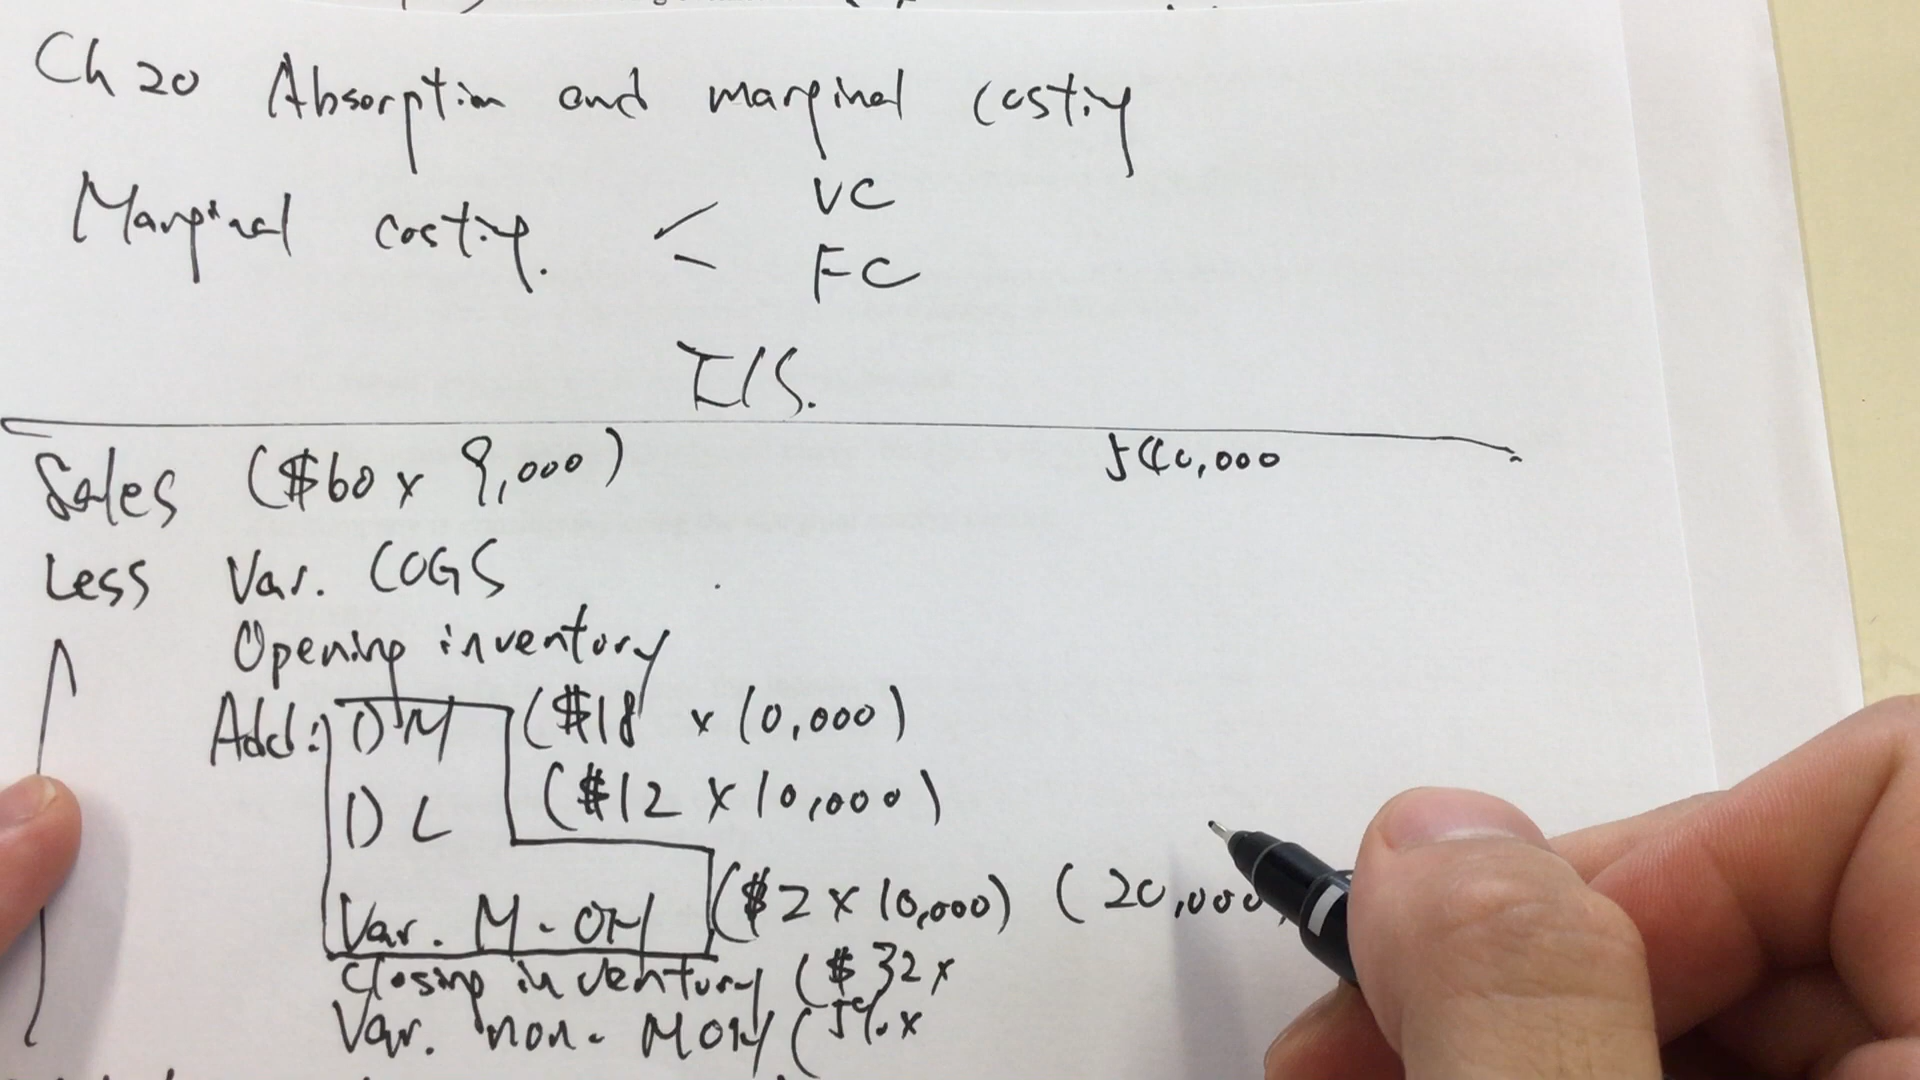 Ch 20 Absorption and marginal costing
Marginal costing. < VC
FC
I/S.
Sales ($60 x 9,000) 540,000
Less Var. COGS
Opening inventory
Add: DM ($18 x 10,000)
DL ($12 x 10,000)
Var. M-OH ($2 x 10,000) (20,000
Closing inventory ($32 x
Var. non-MOH (5% x